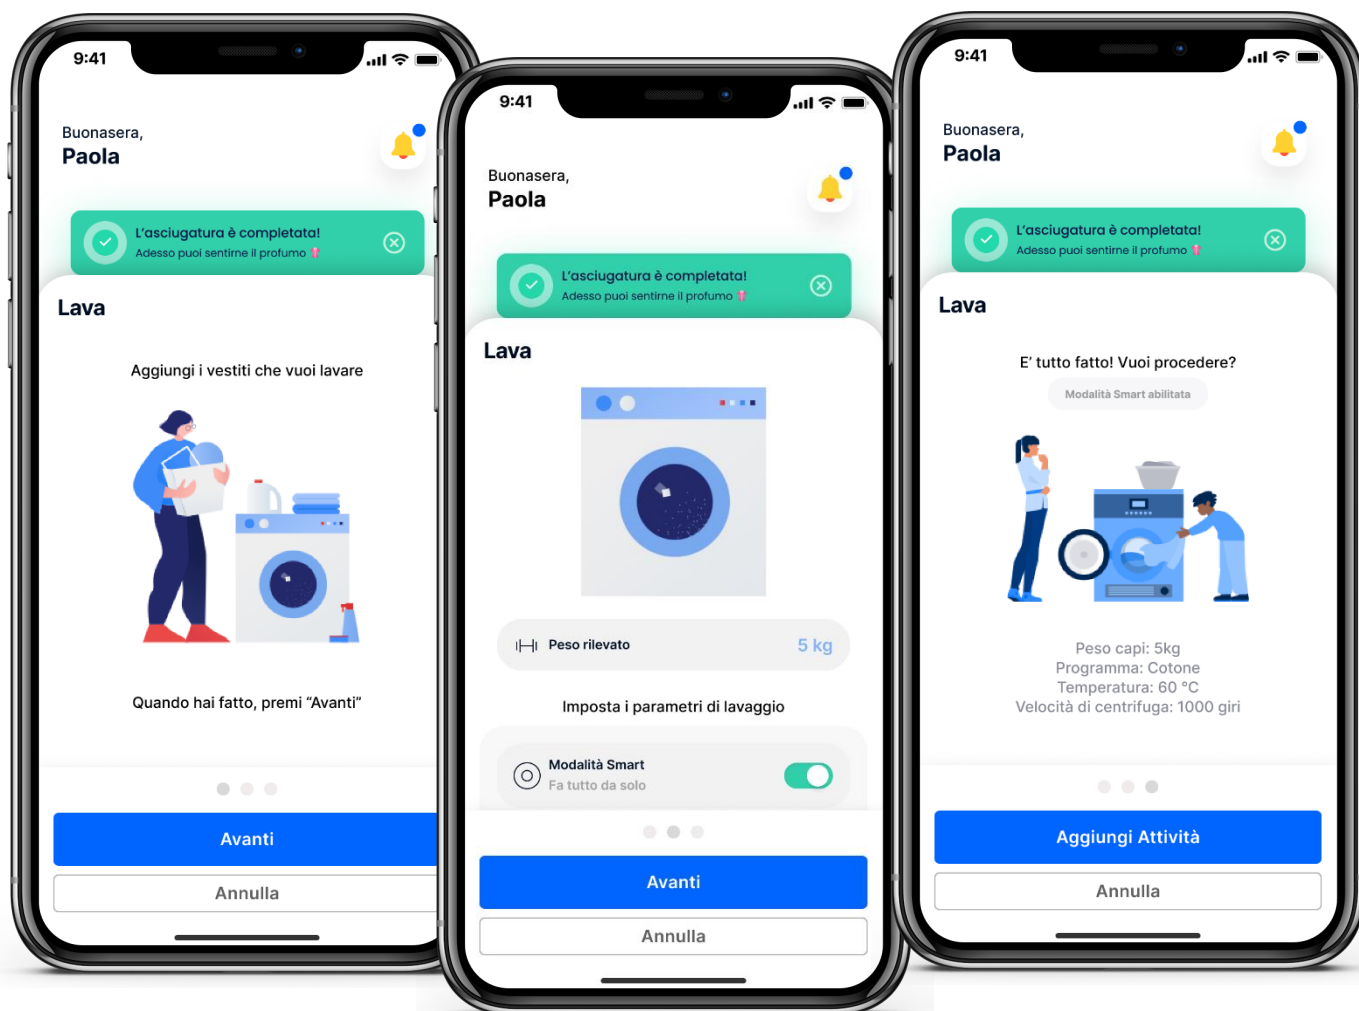 9:41
Buonasera,
Paola
L'asciugatura è completata!
Adesso puoi sentirne il profumo
Lava
Aggiungi i vestiti che vuoi lavare
Quando hai fatto, premi “Avanti”
Avanti
Annulla
9:41
Buonasera,
Paola
L'asciugatura è completata!
Adesso puoi sentirne il profumo
Lava
Peso rilevato
5 kg
Imposta i parametri di lavaggio
Modalità Smart
Fa tutto da solo
Avanti
Annulla
9:41
Buonasera,
Paola
L'asciugatura è completata!
Adesso puoi sentirne il profumo
Lava
E' tutto fatto! Vuoi procedere?
Modalità Smart abilitata
Peso capi: 5kg
Programma: Cotone
Temperatura: 60 °C
Velocità di centrifuga: 1000 giri
Aggiungi Attività
Annulla